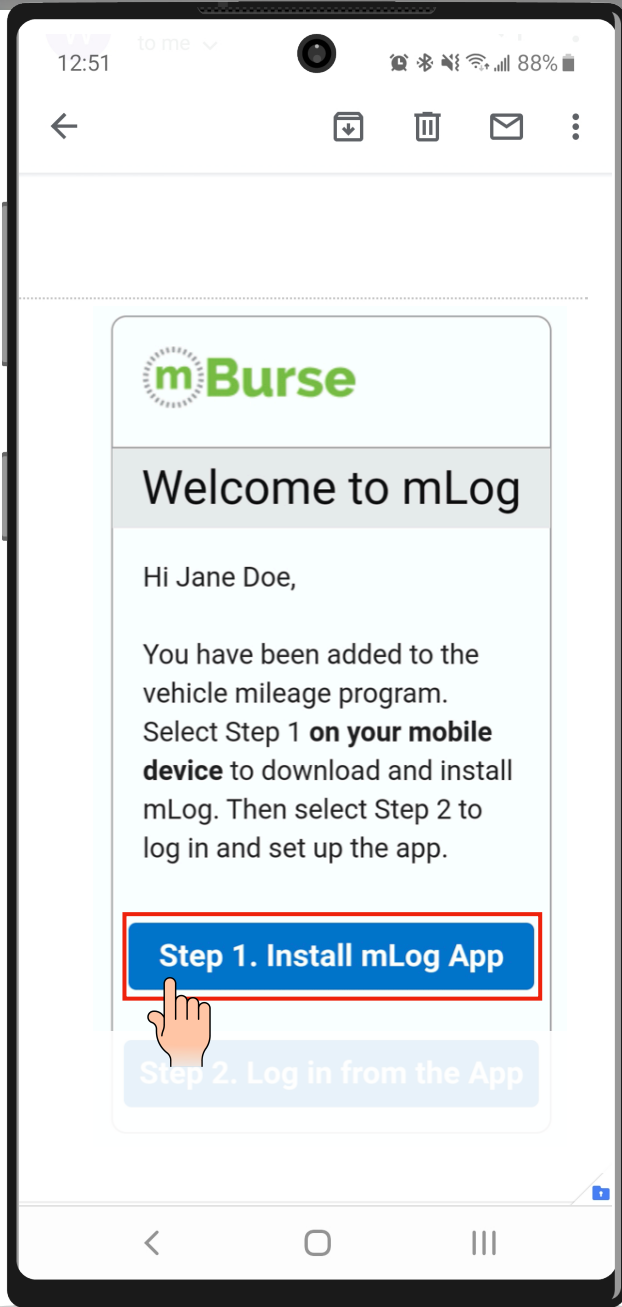 to me
12:51
88%
mBurse
Welcome to mLog
Hi Jane Doe,
You have been added to the
vehicle mileage program.
Select Step 1 on your mobile
device to download and install
mLog. Then select Step 2 to
log in and set up the app.
Step 1. Install mLog App
Step 2. Log in from the App